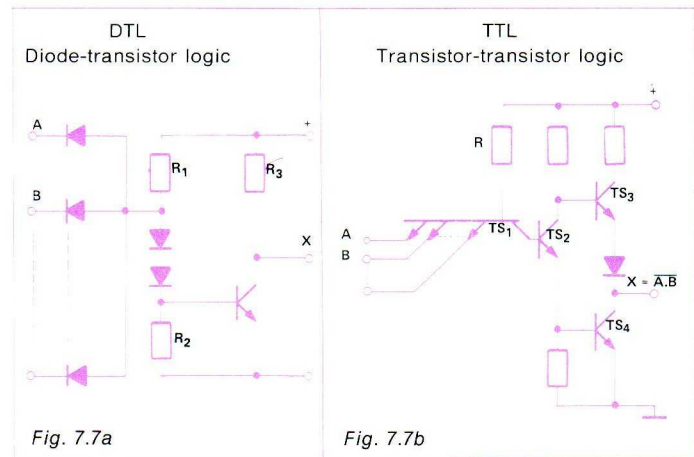 DTL
Diode-transistor logic
A
B
R1
+
R3
X
R2
Fig. 7.7a
TTL
Transistor-transistor logic
+
R
TS3
A
B
TS1
TS2
X = A.B
TS4
Fig. 7.7b